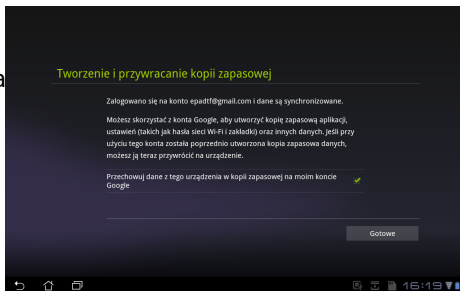 a
Tworzenie i przywracanie kopii zapasowej
Zalogowano się na konto epadtf@gmail.com i dane są synchronizowane.
Możesz skorzystać z konta Google, aby utworzyć kopię zapasową aplikacji,
ustawień (takich jak hasła sieci Wi-Fi i zakładki) oraz innych danych. Jeśli przy
użyciu tego konta została poprzednio utworzona kopia zapasowa danych,
możesz ją teraz przywrócić na urządzenie.
Przechowuj dane z tego urządzenia w kopii zapasowej na moim koncie
Google
Gotowe
16:19